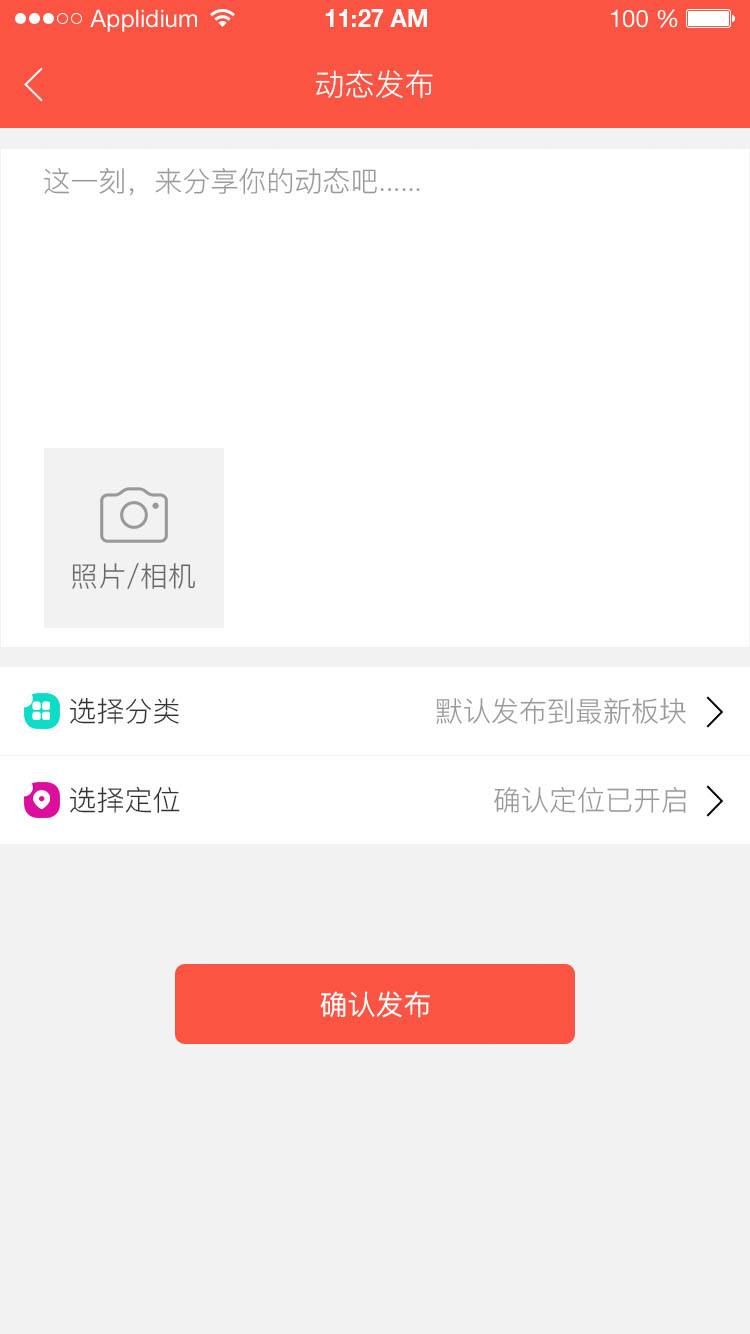 Applidium 11:27 AM 100 %
动态发布
这一刻，来分享你的动态吧......
照片/相机
选择分类 默认发布到最新板块
选择定位 确认定位已开启
确认发布